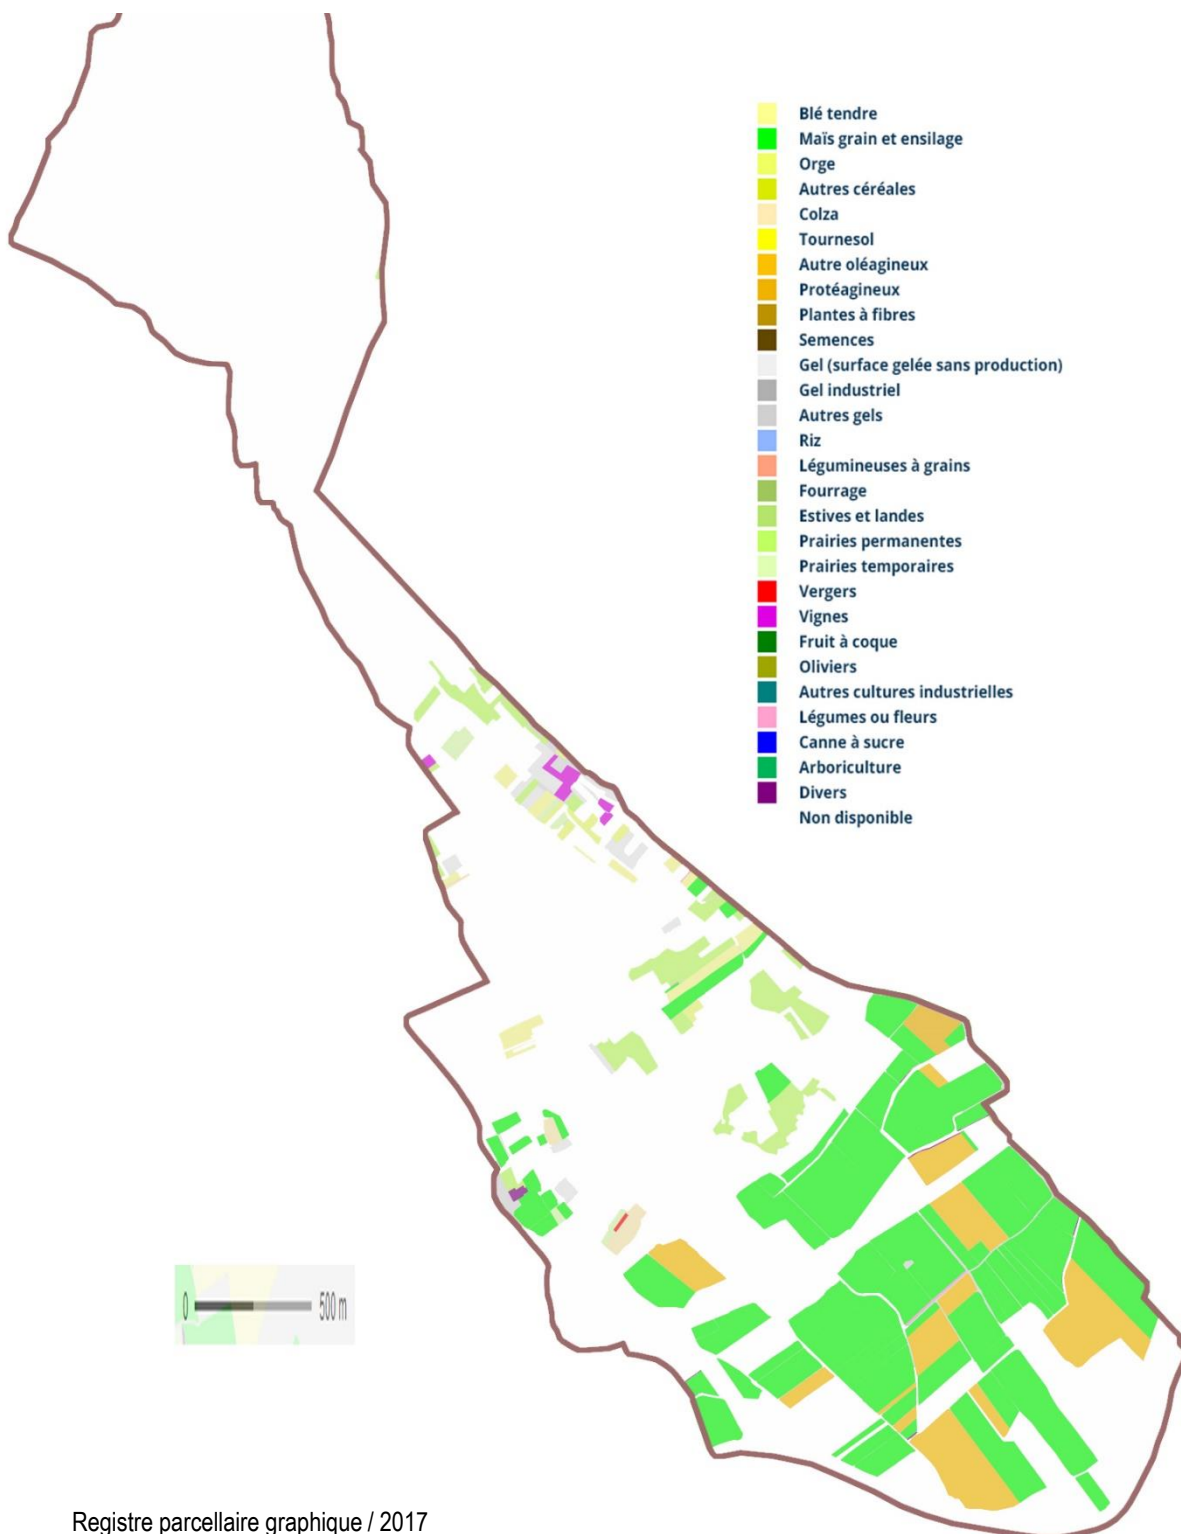 Blé tendre
Maïs grain et ensilage
Orge
Autres céréales
Colza
Tournesol
Autre oléagineux
Protéagineux
Plantes à fibres
Semences
Gel (surface gelée sans production)
Gel industriel
Autres gels
Riz
Légumineuses à grains
Fourrage
Estives et landes
Prairies permanentes
Prairies temporaires
Vergers
Vignes
Fruit à coque
Oliviers
Autres cultures industrielles
Légumes ou fleurs
Canne à sucre
Arboriculture
Divers
Non disponible
0 500 m
Registre parcellaire graphique / 2017